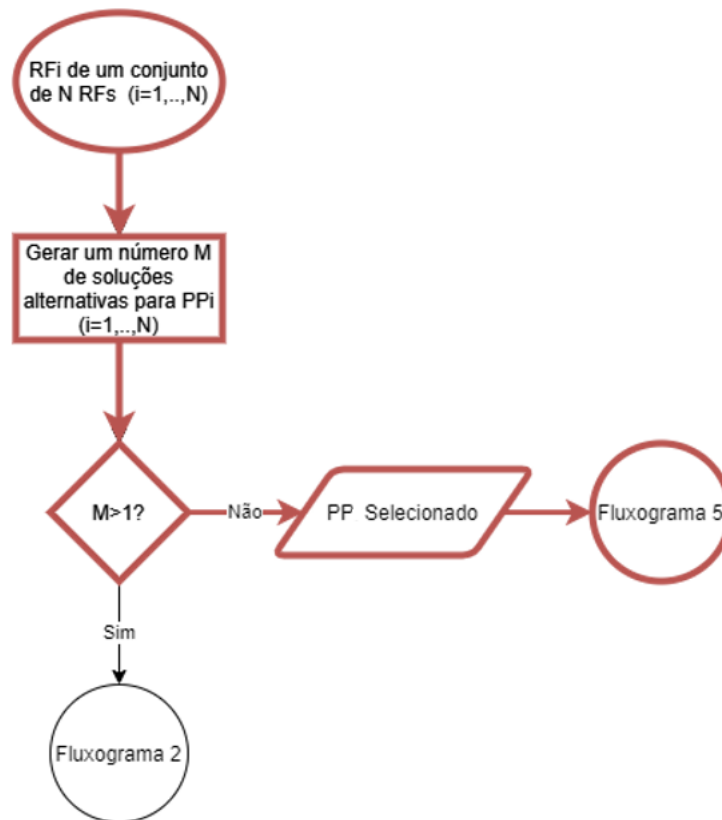 RFi de um conjunto
de N RFs (i=1,..,N)
Gerar um número M
de soluções
alternativas para PPi
(i=1,..,N)
M>1?
Não
PP Selecionado
Fluxograma 5
Sim
Fluxograma 2